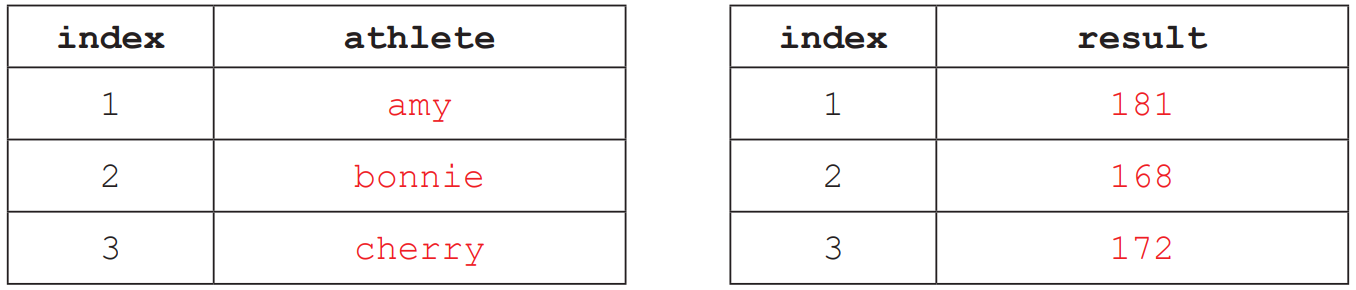 index athlete index result
1 amy 1 181
2 bonnie 2 168
3 cherry 3 172